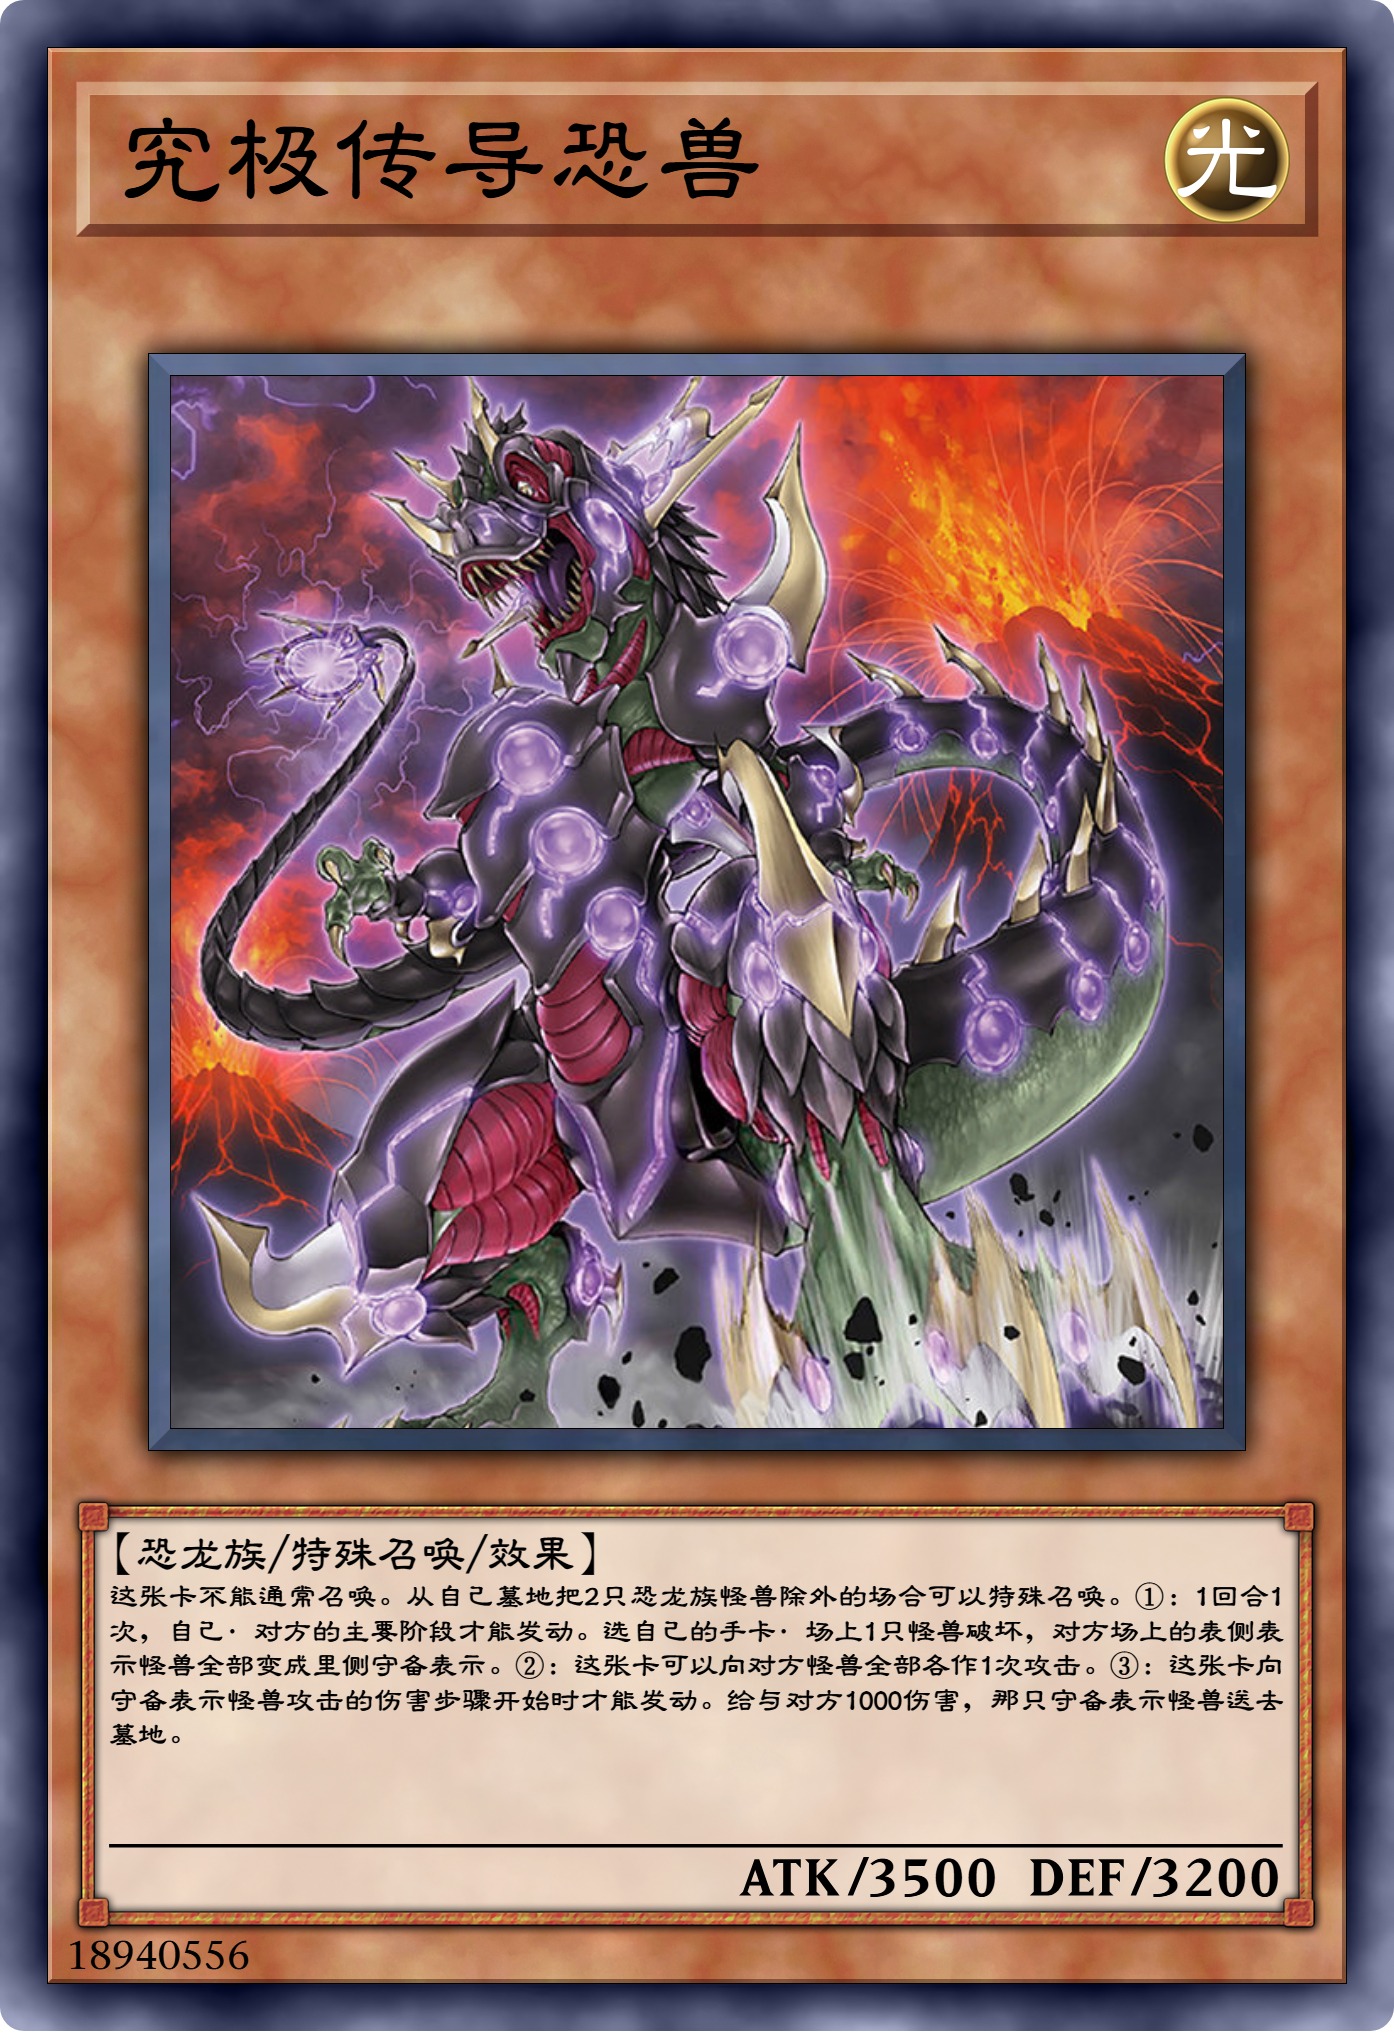 究极传导恐兽
光
【恐龙族/特殊召唤/效果】
这张卡不能通常召唤。从自己墓地把2只恐龙族怪兽除外的场合可以特殊召唤。①：1回合1
次，自己·对方的主要阶段才能发动。选自己的手卡·场上1只怪兽破坏，对方场上的表侧表
示怪兽全部变成里侧守备表示。②：这张卡可以向对方怪兽全部各作1次攻击。③：这张卡向
守备表示怪兽攻击的伤害步骤开始时才能发动。给与对方1000伤害，那只守备表示怪兽送去
墓地。
ATK/3500 DEF/3200
18940556